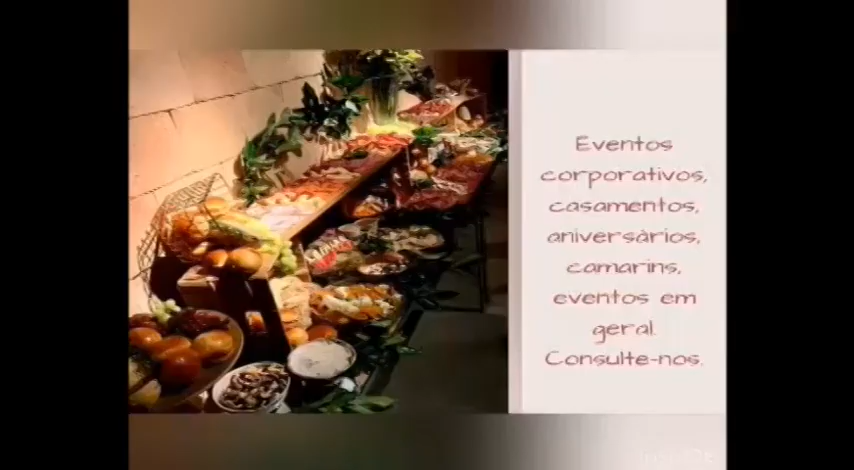 Eventos
corporativos,
casamentos,
aniversários,
camarins,
eventos em
geral.
Consulte-nos.